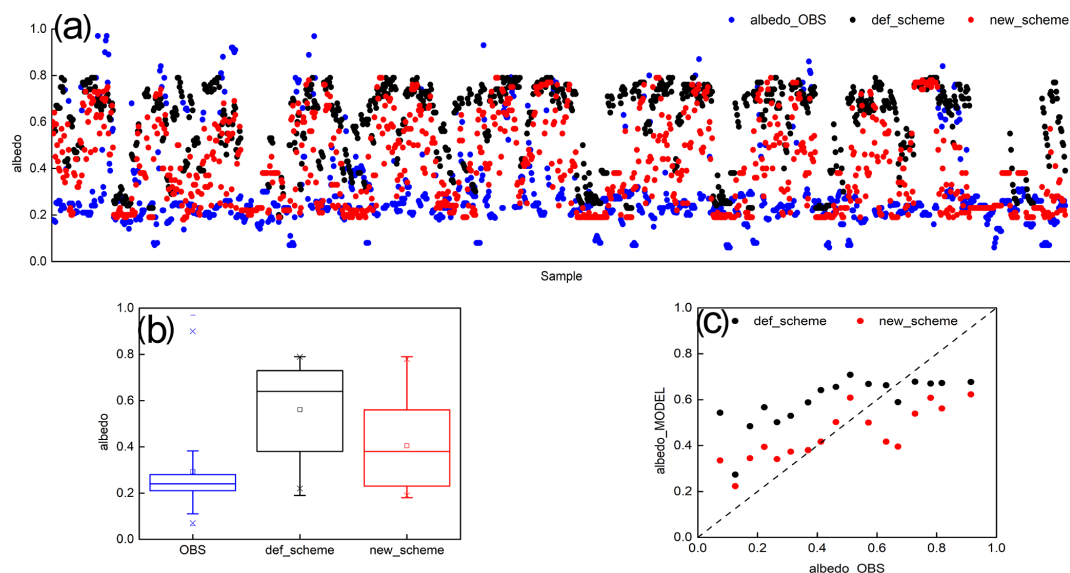 (a)
albedo_OBS def_scheme new_scheme
1.0
0.8
0.6
0.4
0.2
0.0
albedo
Sample
(b)
1.0
0.8
0.6
0.4
0.2
0.0
albedo
OBS def_scheme new_scheme
(c)
def_scheme new_scheme
1.0
0.8
0.6
0.4
0.2
0.0
albedo_MODEL
0.0 0.2 0.4 0.6 0.8 1.0
albedo_OBS